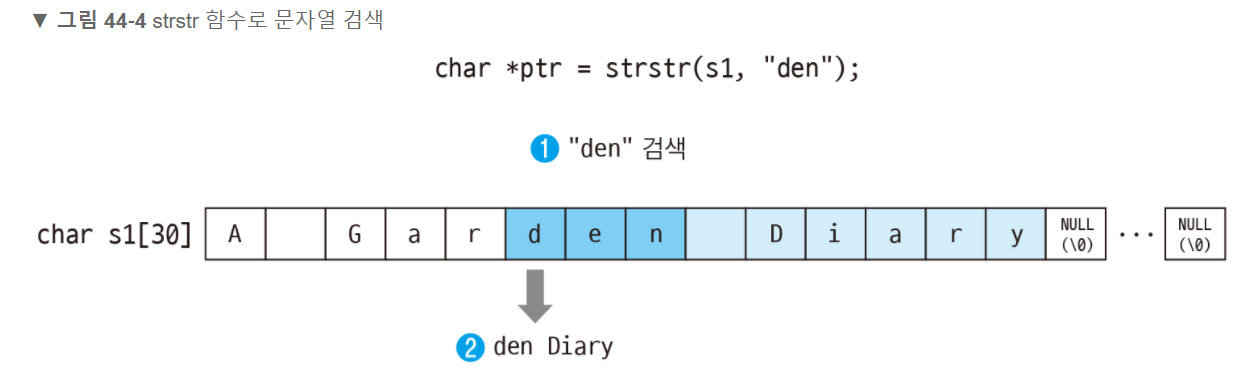 ▼ 그림 44-4 strstr 함수로 문자열 검색
char *ptr = strstr(s1, "den");
1 "den" 검색
char s1[30] A G a r d e n D i a r y NULL (\0) ··· NULL (\0)
2 den Diary